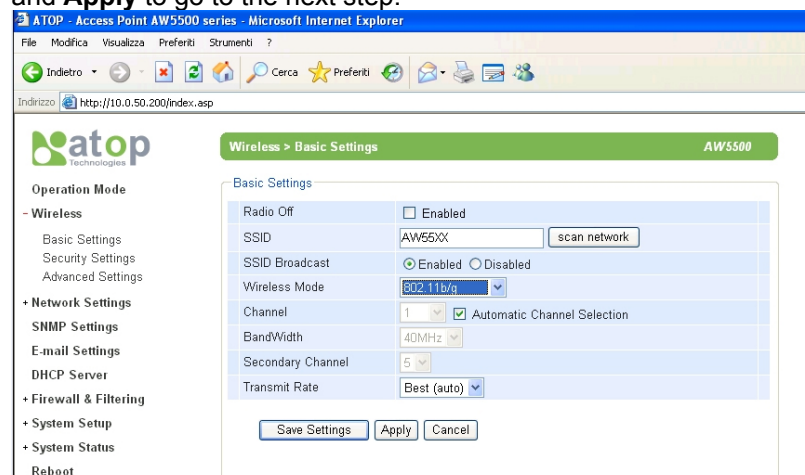 and Apply to go to the next step.
ATOP - Access Point AW5500 series - Microsoft Internet Explorer
File Modifica Visualizza Preferiti Strumenti ?
Indietro Cerca Preferiti
Indirizzo http://10.0.50.200/index.asp
atop
Technologies
Wireless > Basic Settings AW5500
Operation Mode
- Wireless
Basic Settings
Security Settings
Advanced Settings
+ Network Settings
SNMP Settings
E-mail Settings
DHCP Server
+ Firewall & Filtering
+ System Setup
+ System Status
Reboot
Basic Settings
Radio Off Enabled
SSID AW55XX scan network
SSID Broadcast Enabled Disabled
Wireless Mode 802.11b/g
Channel 1 Automatic Channel Selection
BandWidth 40MHz
Secondary Channel 5
Transmit Rate Best (auto)
Save Settings Apply Cancel